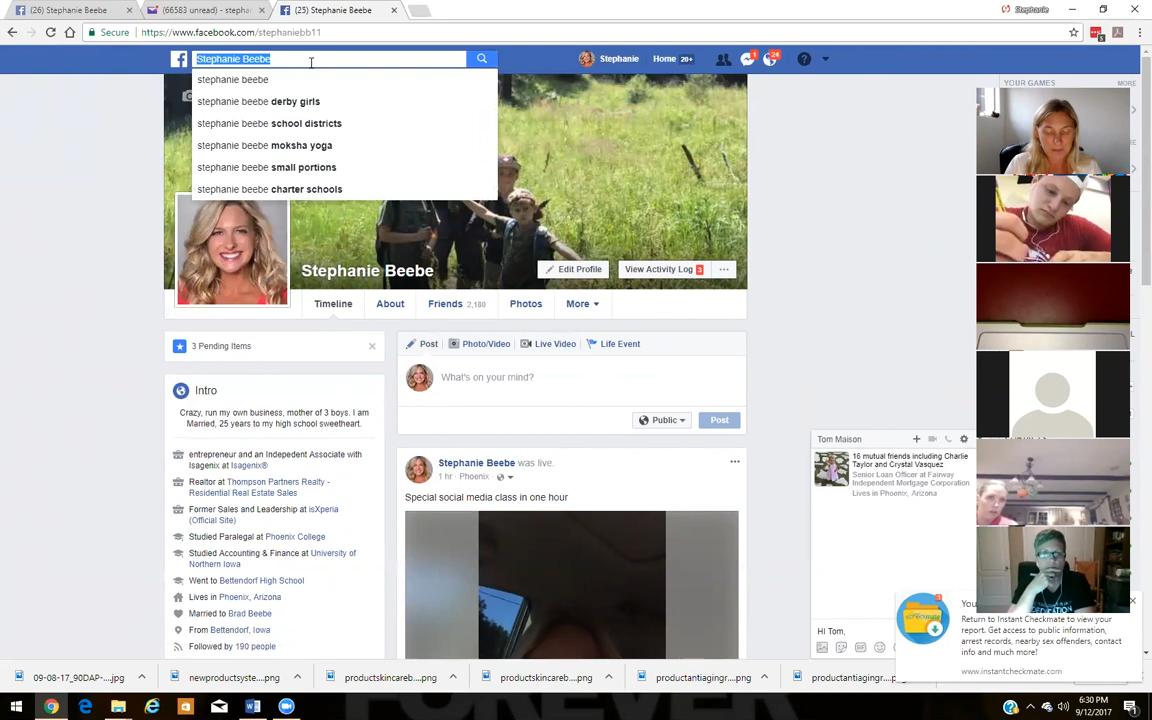 (26) Stephanie Beebe
(66583 unread) - stepha
(25) Stephanie Beebe
Stephanie
Secure
https://www.facebook.com/stephaniebb11
Stephanie Beebe
Stephanie
Home 20+
1
24
stephanie beebe
stephanie beebe derby girls
stephanie beebe school districts
stephanie beebe moksha yoga
stephanie beebe small portions
stephanie beebe charter schools
YOUR GAMES
MORE
Stephanie Beebe
Edit Profile
View Activity Log 3
Timeline
About
Friends 2,180
Photos
More
3 Pending Items
Post
Photo/Video
Live Video
Life Event
What's on your mind?
Public
Post
Intro
Crazy, run my own business, mother of 3 boys. I am
Married, 25 years to my high school sweetheart.
entrepreneur and an Indepedent Associate with
Isagenix at Isagenix®
Realtor at Thompson Partners Realty -
Residential Real Estate Sales
Former Sales and Leadership at isXperia
(Official Site)
Studied Paralegal at Phoenix College
Studied Accounting & Finance at University of
Northern Iowa
Went to Bettendorf High School
Lives in Phoenix, Arizona
Married to Brad Beebe
From Bettendorf, Iowa
Followed by 190 people
Stephanie Beebe was live.
1 hr · Phoenix ·
Special social media class in one hour
Tom Maison
16 mutual friends including Charlie
Taylor and Crystal Vasquez
Senior Loan Officer at Fairway
Independent Mortgage Corporation
Lives in Phoenix, Arizona
HI Tom,
You
Return to Instant Checkmate to view your
report. Get access to public information,
arrest records, nearby sex offenders, contact
info and much more!
www.instantcheckmate.com
09-08-17_90DAP-....jpg
newproductsyste....png
productskincareb....png
productskincareb....png
productantiagingr....png
productantiagingr....png
FOREVER
6:30 PM
9/12/2017